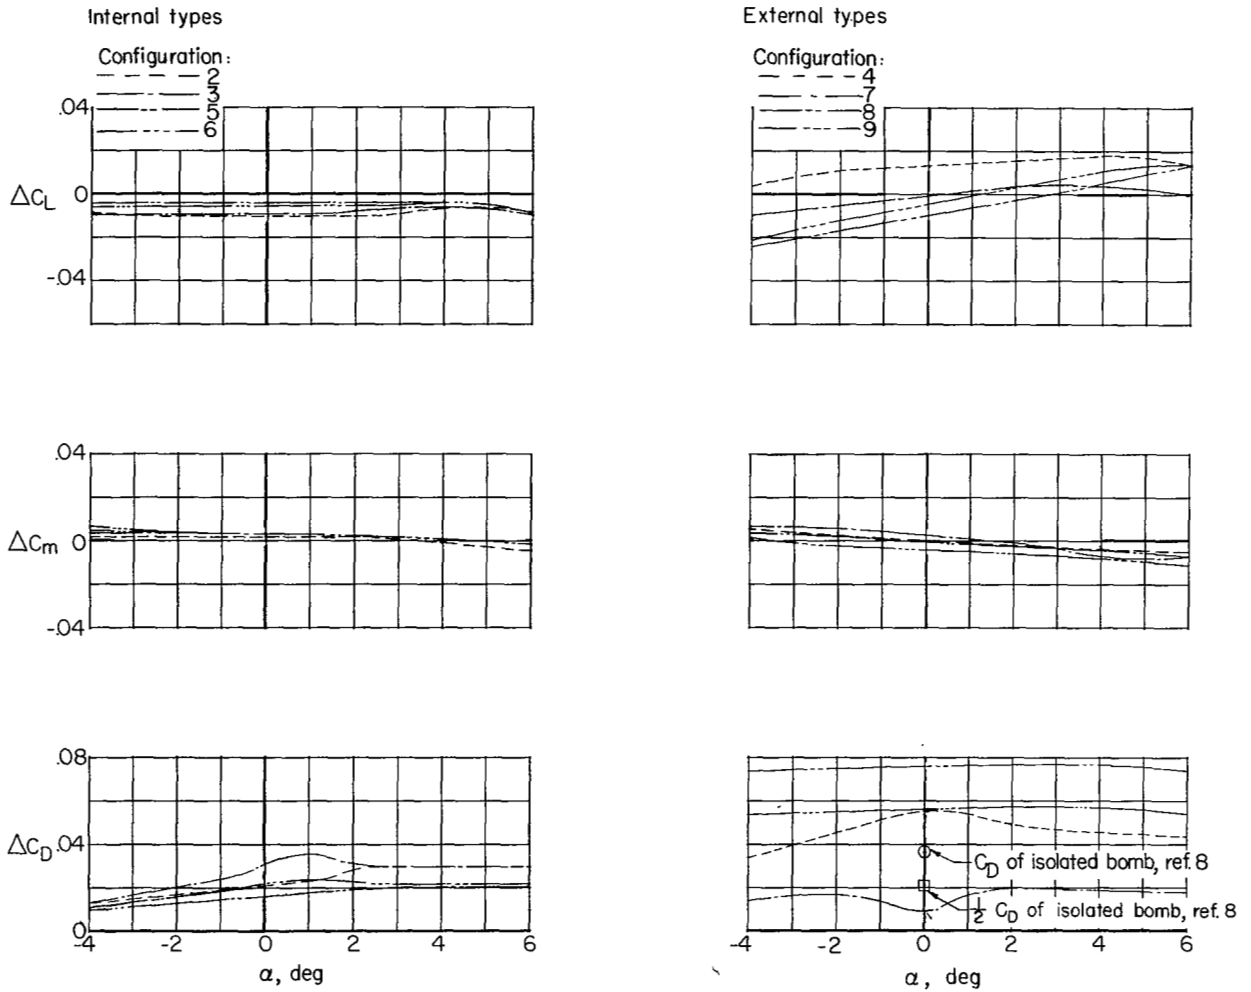 Internal types
Configuration:
2
3
5
6
.04
0
-.04
ΔC_L
External types
Configuration:
4
7
8
9
.04
0
-.04
ΔC_m
.08
.04
0
ΔC_D
-4 -2 0 2 4 6
α, deg
C_D of isolated bomb, ref. 8
1/2 C_D of isolated bomb, ref. 8
-4 -2 0 2 4 6
α, deg